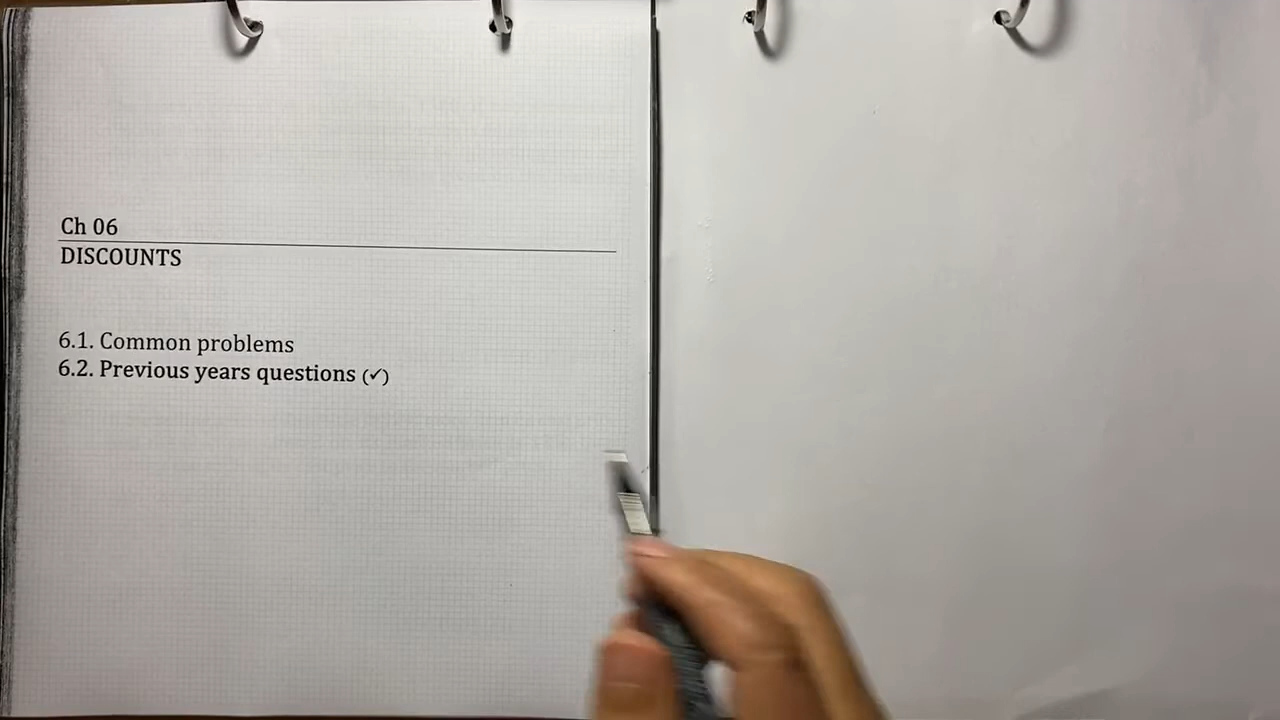 Ch 06
DISCOUNTS
6.1. Common problems
6.2. Previous years questions (✓)